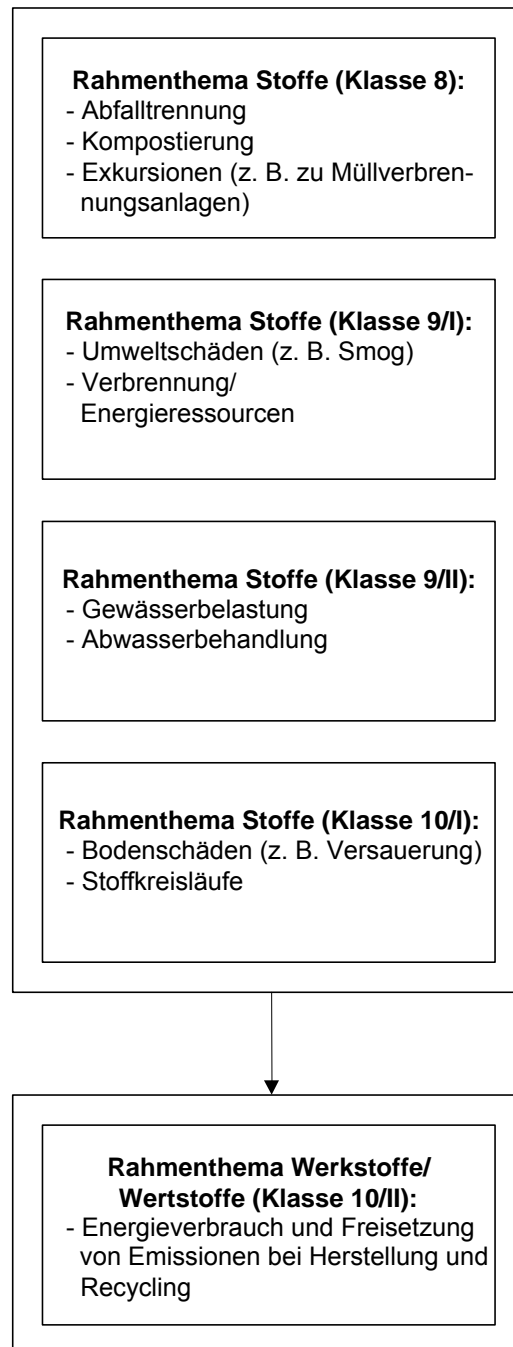 Rahmenthema Stoffe (Klasse 8):
- Abfalltrennung
- Kompostierung
- Exkursionen (z. B. zu Müllverbren-
nungsanlagen)
Rahmenthema Stoffe (Klasse 9/I):
- Umweltschäden (z. B. Smog)
- Verbrennung/
Energieressourcen
Rahmenthema Stoffe (Klasse 9/II):
- Gewässerbelastung
- Abwasserbehandlung
Rahmenthema Stoffe (Klasse 10/I):
- Bodenschäden (z. B. Versauerung)
- Stoffkreisläufe
Rahmenthema Werkstoffe/
Wertstoffe (Klasse 10/II):
- Energieverbrauch und Freisetzung
von Emissionen bei Herstellung und
Recycling